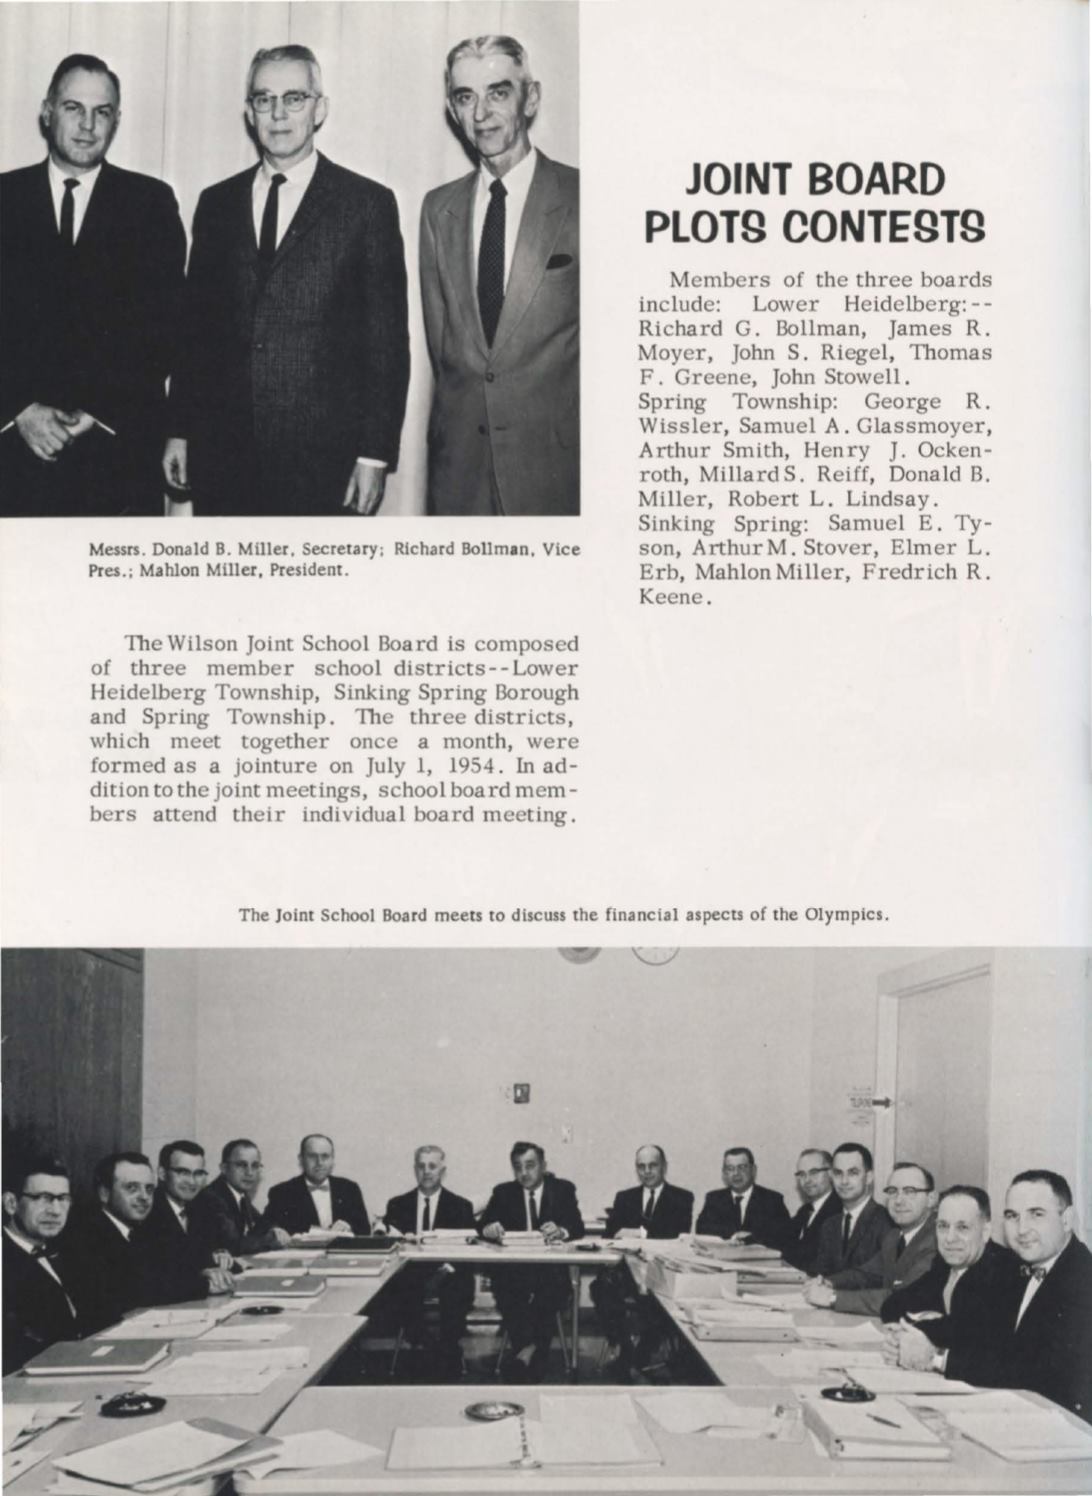 JOINT BOARD
PLOTS CONTESTS
Members of the three boards
include: Lower Heidelberg:--
Richard G. Bollman, James R.
Moyer, John S. Riegel, Thomas
F. Greene, John Stowell.
Spring Township: George R.
Wissler, Samuel A. Glassmoyer,
Arthur Smith, Henry J. Ocken-
roth, Millard S. Reiff, Donald B.
Miller, Robert L. Lindsay.
Sinking Spring: Samuel E. Ty-
son, Arthur M. Stover, Elmer L.
Erb, Mahlon Miller, Fredrich R.
Keene.
Messrs. Donald B. Miller, Secretary; Richard Bollman, Vice
Pres.; Mahlon Miller, President.
The Wilson Joint School Board is composed
of three member school districts--Lower
Heidelberg Township, Sinking Spring Borough
and Spring Township. The three districts,
which meet together once a month, were
formed as a jointure on July 1, 1954. In ad-
dition to the joint meetings, school board mem-
bers attend their individual board meeting.
The Joint School Board meets to discuss the financial aspects of the Olympics.